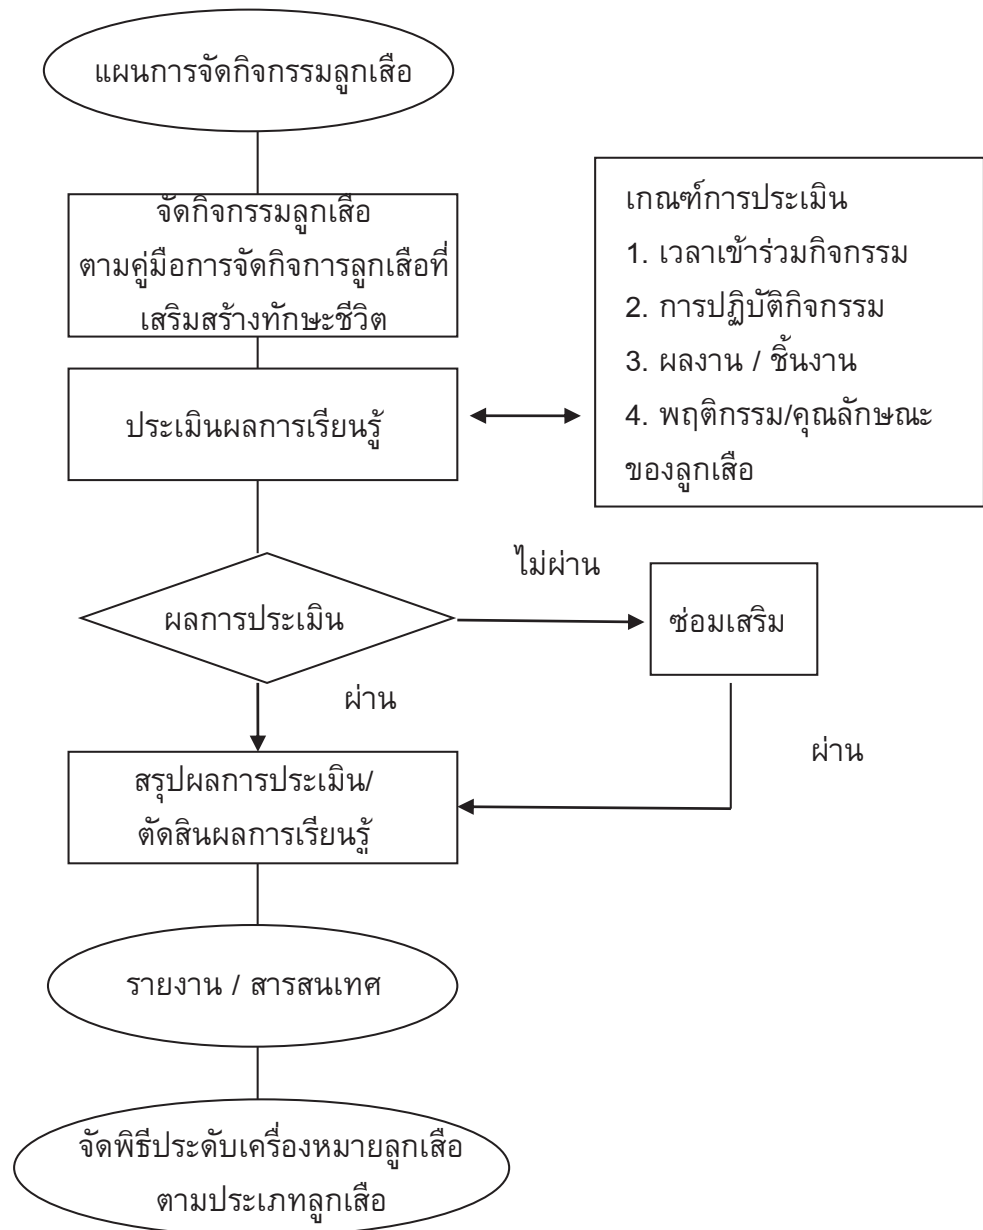 แผนการจัดกิจกรรมลูกเสือ
จัดกิจกรรมลูกเสือ
ตามคู่มือการจัดกิจการลูกเสือที่
เสริมสร้างทักษะชีวิต
เกณฑ์การประเมิน
1. เวลาเข้าร่วมกิจกรรม
2. การปฏิบัติกิจกรรม
3. ผลงาน / ชิ้นงาน
4. พฤติกรรม/คุณลักษณะ
ของลูกเสือ
ประเมินผลการเรียนรู้
ผลการประเมิน
ไม่ผ่าน
ซ่อมเสริม
ผ่าน
ผ่าน
สรุปผลการประเมิน/
ตัดสินผลการเรียนรู้
รายงาน / สารสนเทศ
จัดพิธีประดับเครื่องหมายลูกเสือ
ตามประเภทลูกเสือ